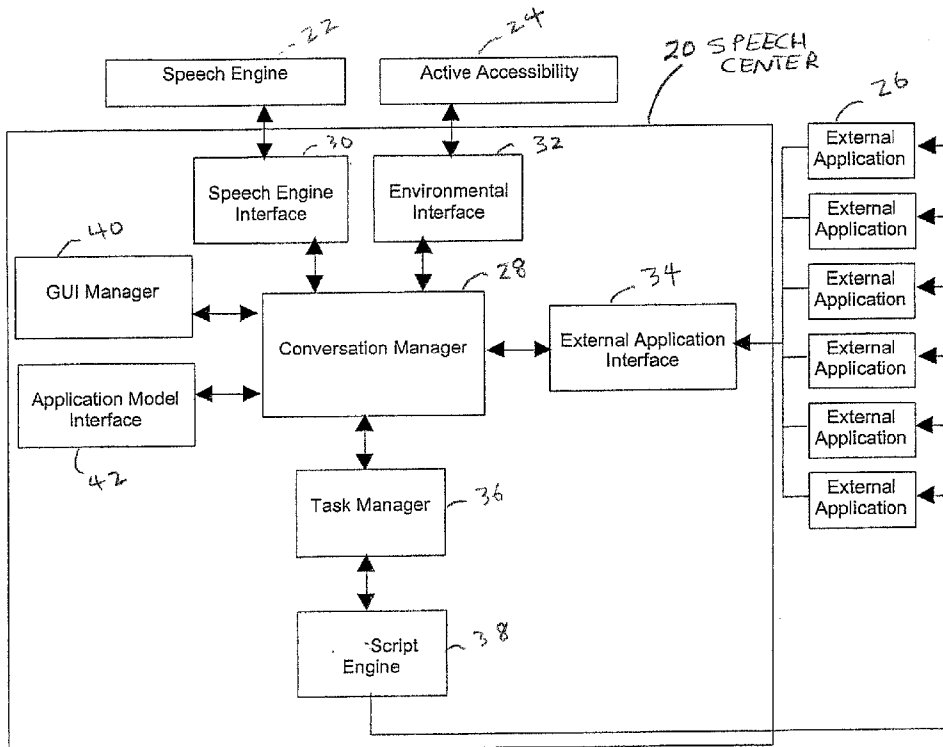 22
24
20 SPEECH
CENTER
Speech Engine
Active Accessibility
26
External
Application
30
32
Speech Engine
Interface
Environmental
Interface
External
Application
40
28
34
GUI Manager
External
Application
Conversation Manager
External Application
Interface
External
Application
Application Model
Interface
42
External
Application
Task Manager
36
External
Application
Script
Engine
38